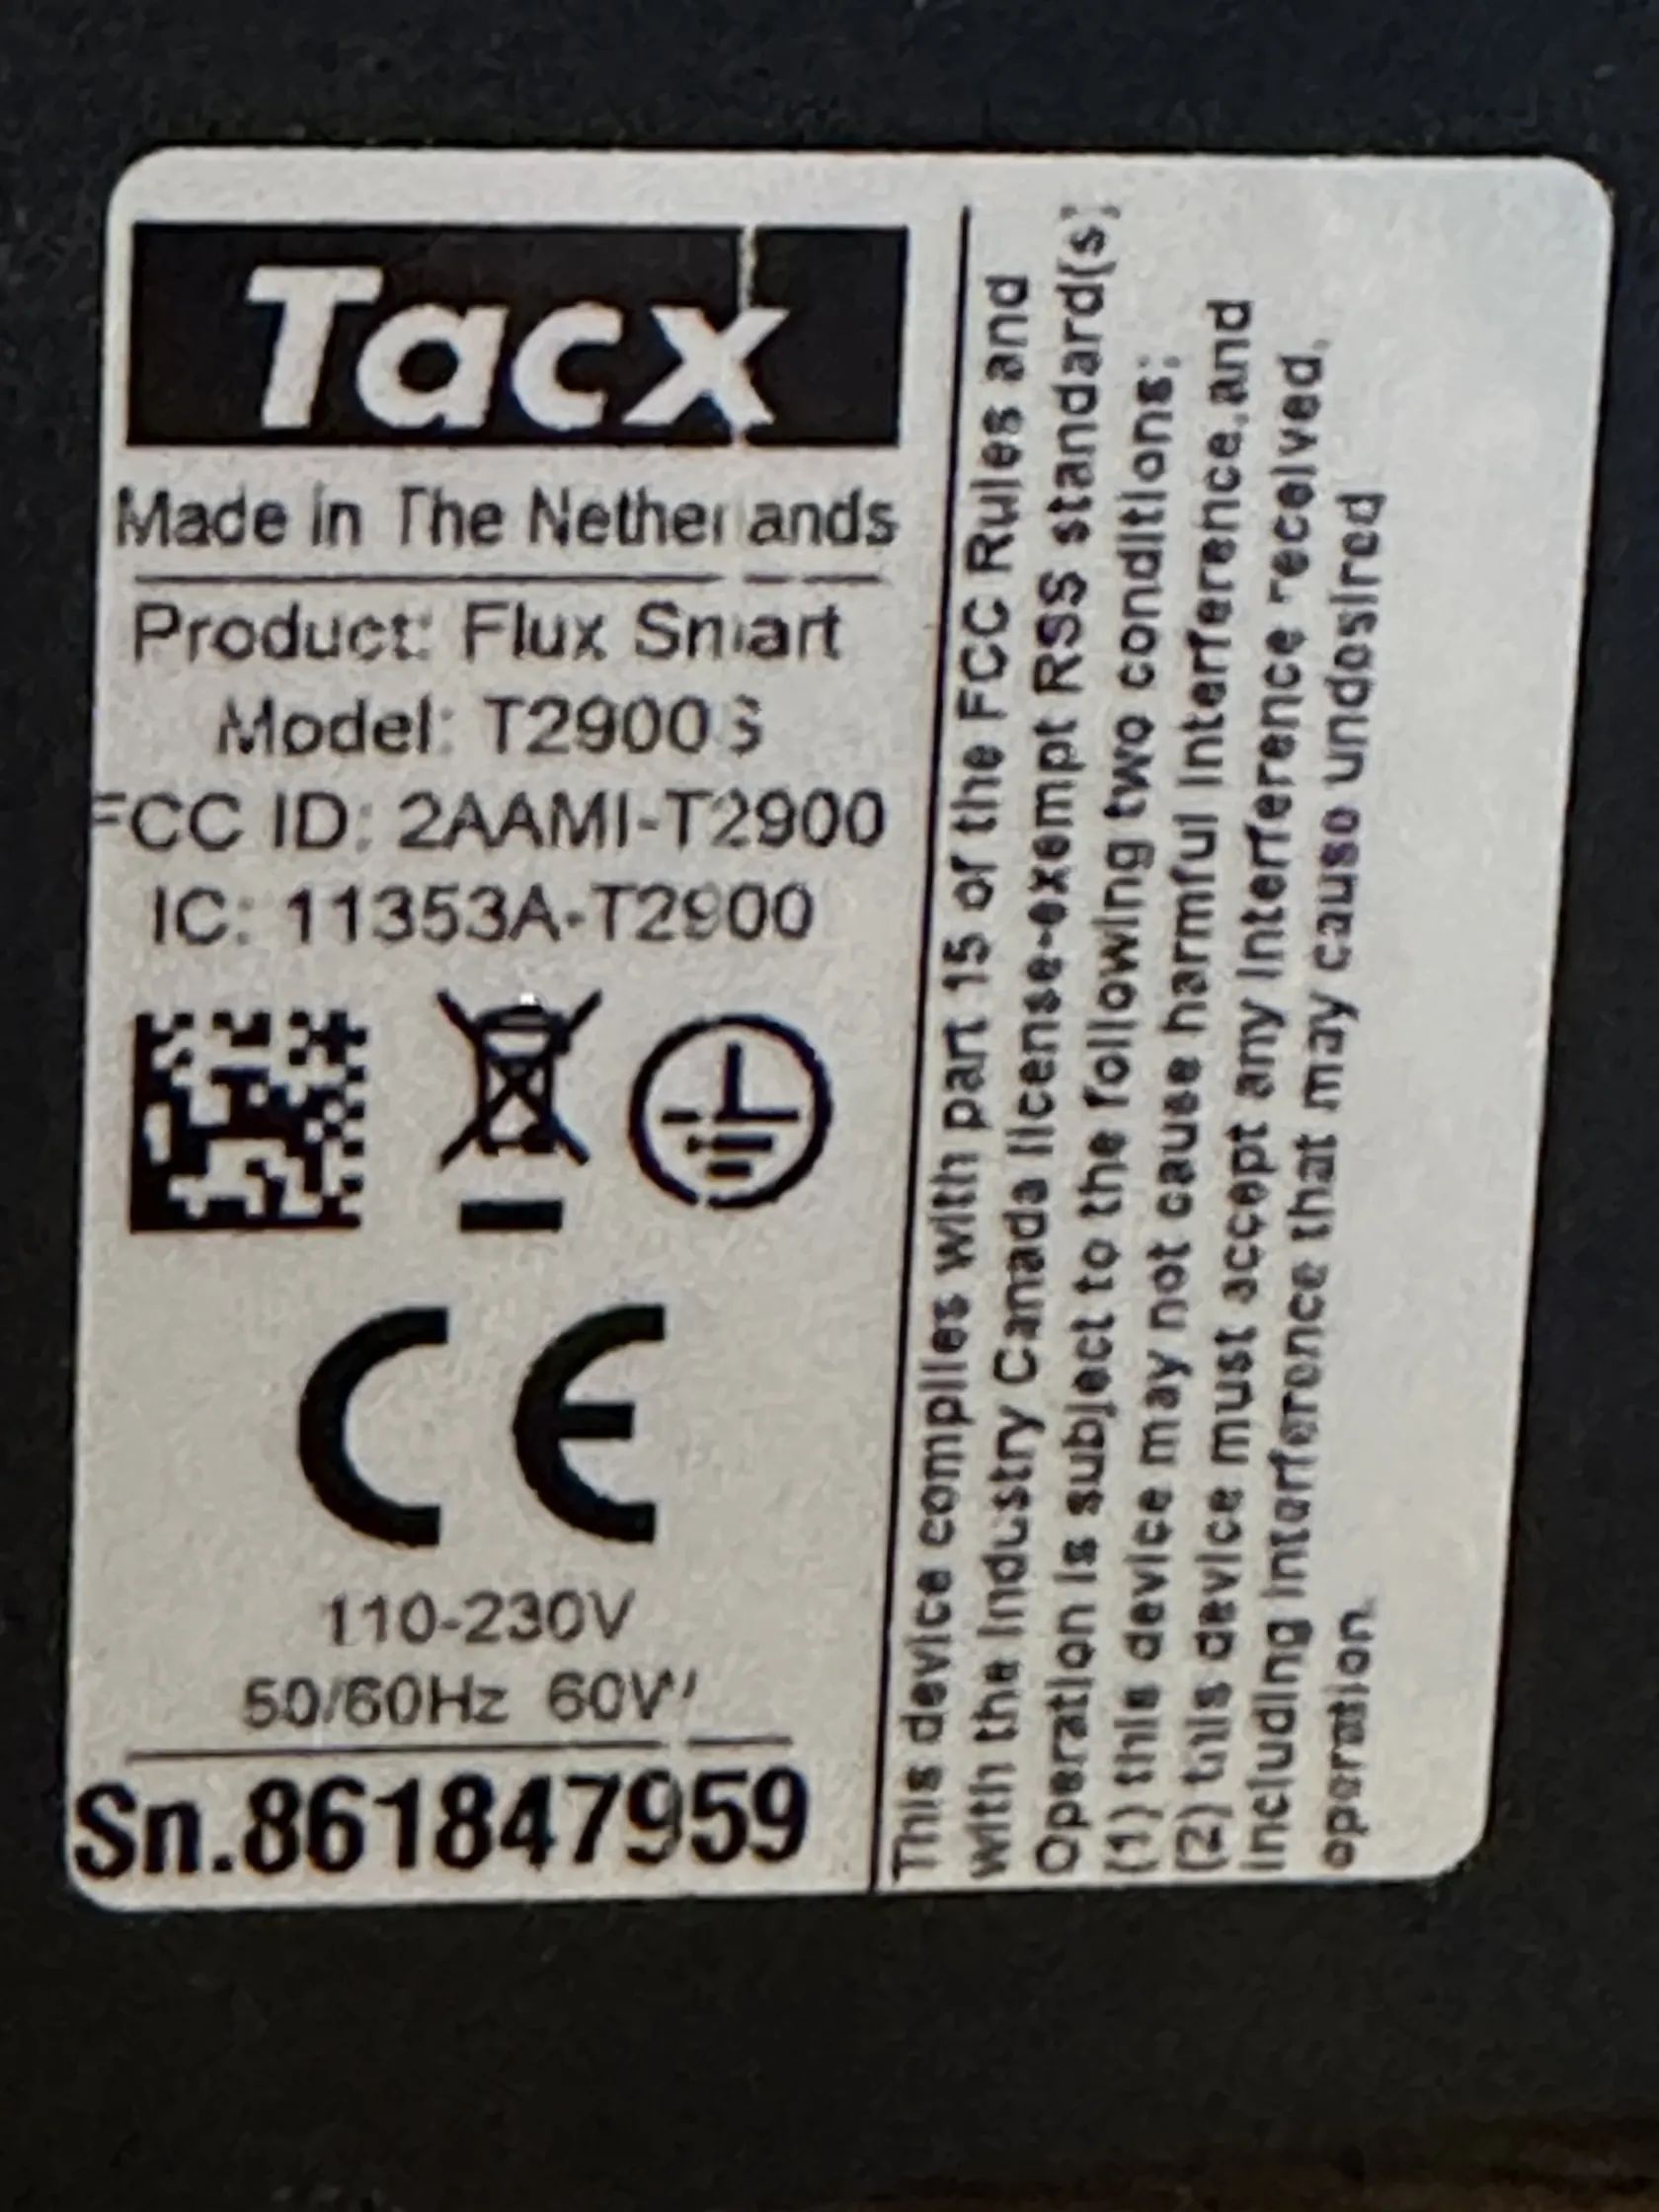 Tacx
Made in The Netherlands
Product: Flux Smart
Model: T2900S
FCC ID: 2AAMI-T2900
IC: 11353A-T2900
CE
110-230V
50/60Hz 60W
Sn.861847959
This device complies with part 15 of the FCC Rules and
with the Industry Canada license-exempt RSS standard(s)
Operation is subject to the following two conditions:
(1) this device may not cause harmful interference,and
(2) this device must accept any interference received,
including interference that may cause undesired
operation.